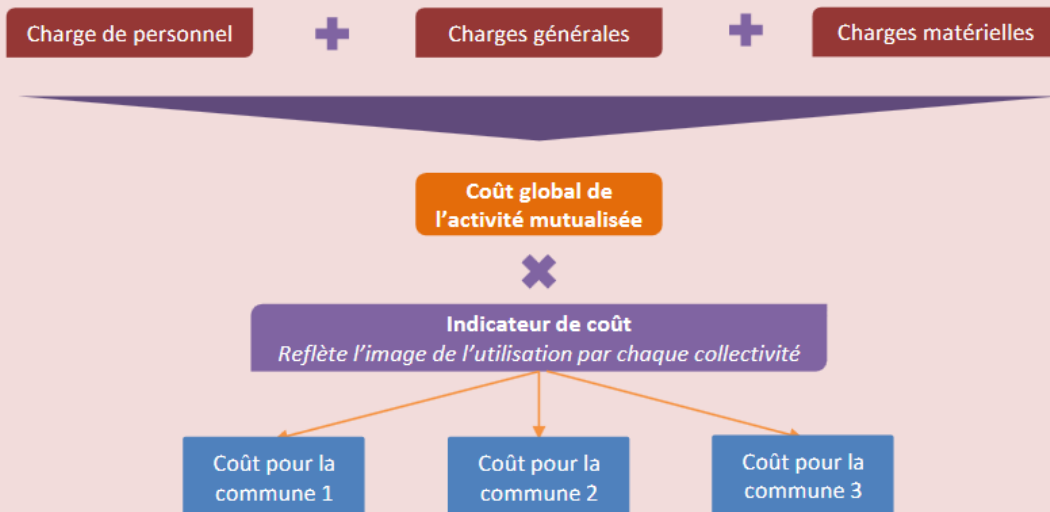 Charge de personnel
Charges générales
Charges matérielles
Coût global de
l'activité mutualisée
Indicateur de coût
Reflète l'image de l'utilisation par chaque collectivité
Coût pour la
commune 1
Coût pour la
commune 2
Coût pour la
commune 3